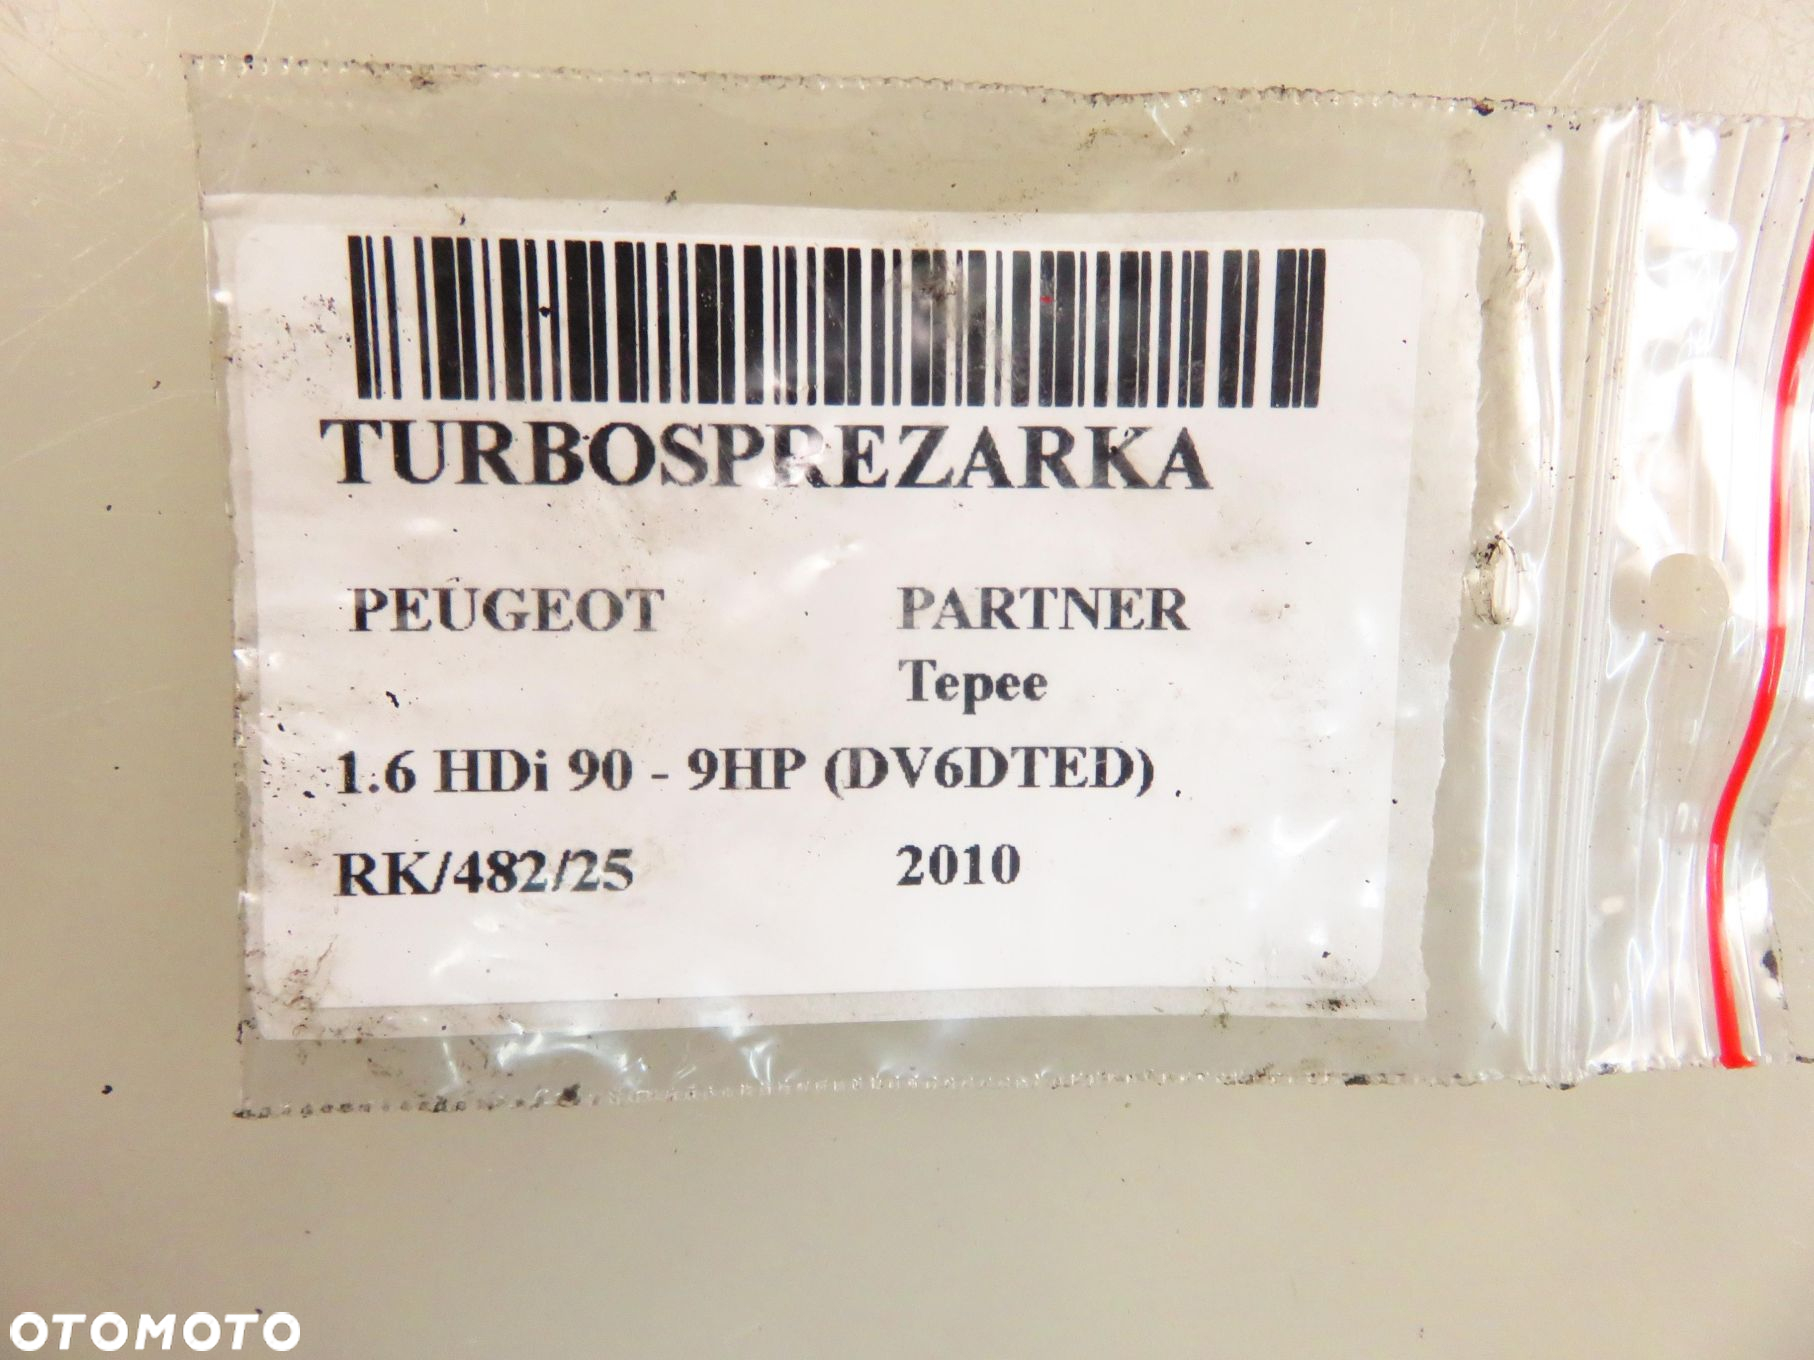 TURBOSPREZARKA
PEUGEOT PARTNER
Tepee
1.6 HDi 90 - 9HP (DV6DTED)
RK/482/25 2010
OTOMOTO